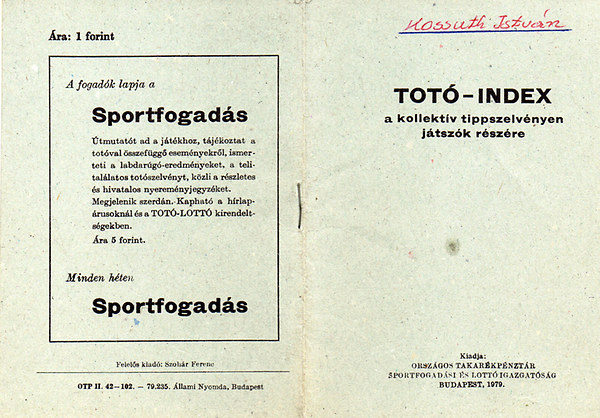 Ára: 1 forint
A fogadók lapja a
Sportfogadás
Útmutatót ad a játékhoz, tájékoztat a
totóval összefüggő eseményekről, ismer-
teti a labdarúgó-eredményeket, a teli-
találatos totószelvényt, közli a részletes
és hivatalos nyereményjegyzéket.
Megjelenik szerdán. Kapható a hírlap-
árusoknál és a TOTÓ-LOTTÓ kirendelt-
ségekben.
Ára 5 forint.
Minden héten
Sportfogadás
Felelős kiadó: Szohár Ferenc
OTP II. 42—102. — 79.235. Állami Nyomda, Budapest
Kossuth István
TOTÓ-INDEX
a kollektív tippszelvényen
játszók részére
Kiadja:
ORSZÁGOS TAKARÉKPÉNZTÁR
SPORTFOGADÁSI ÉS LOTTÓ IGAZGATÓSÁG
BUDAPEST, 1979.